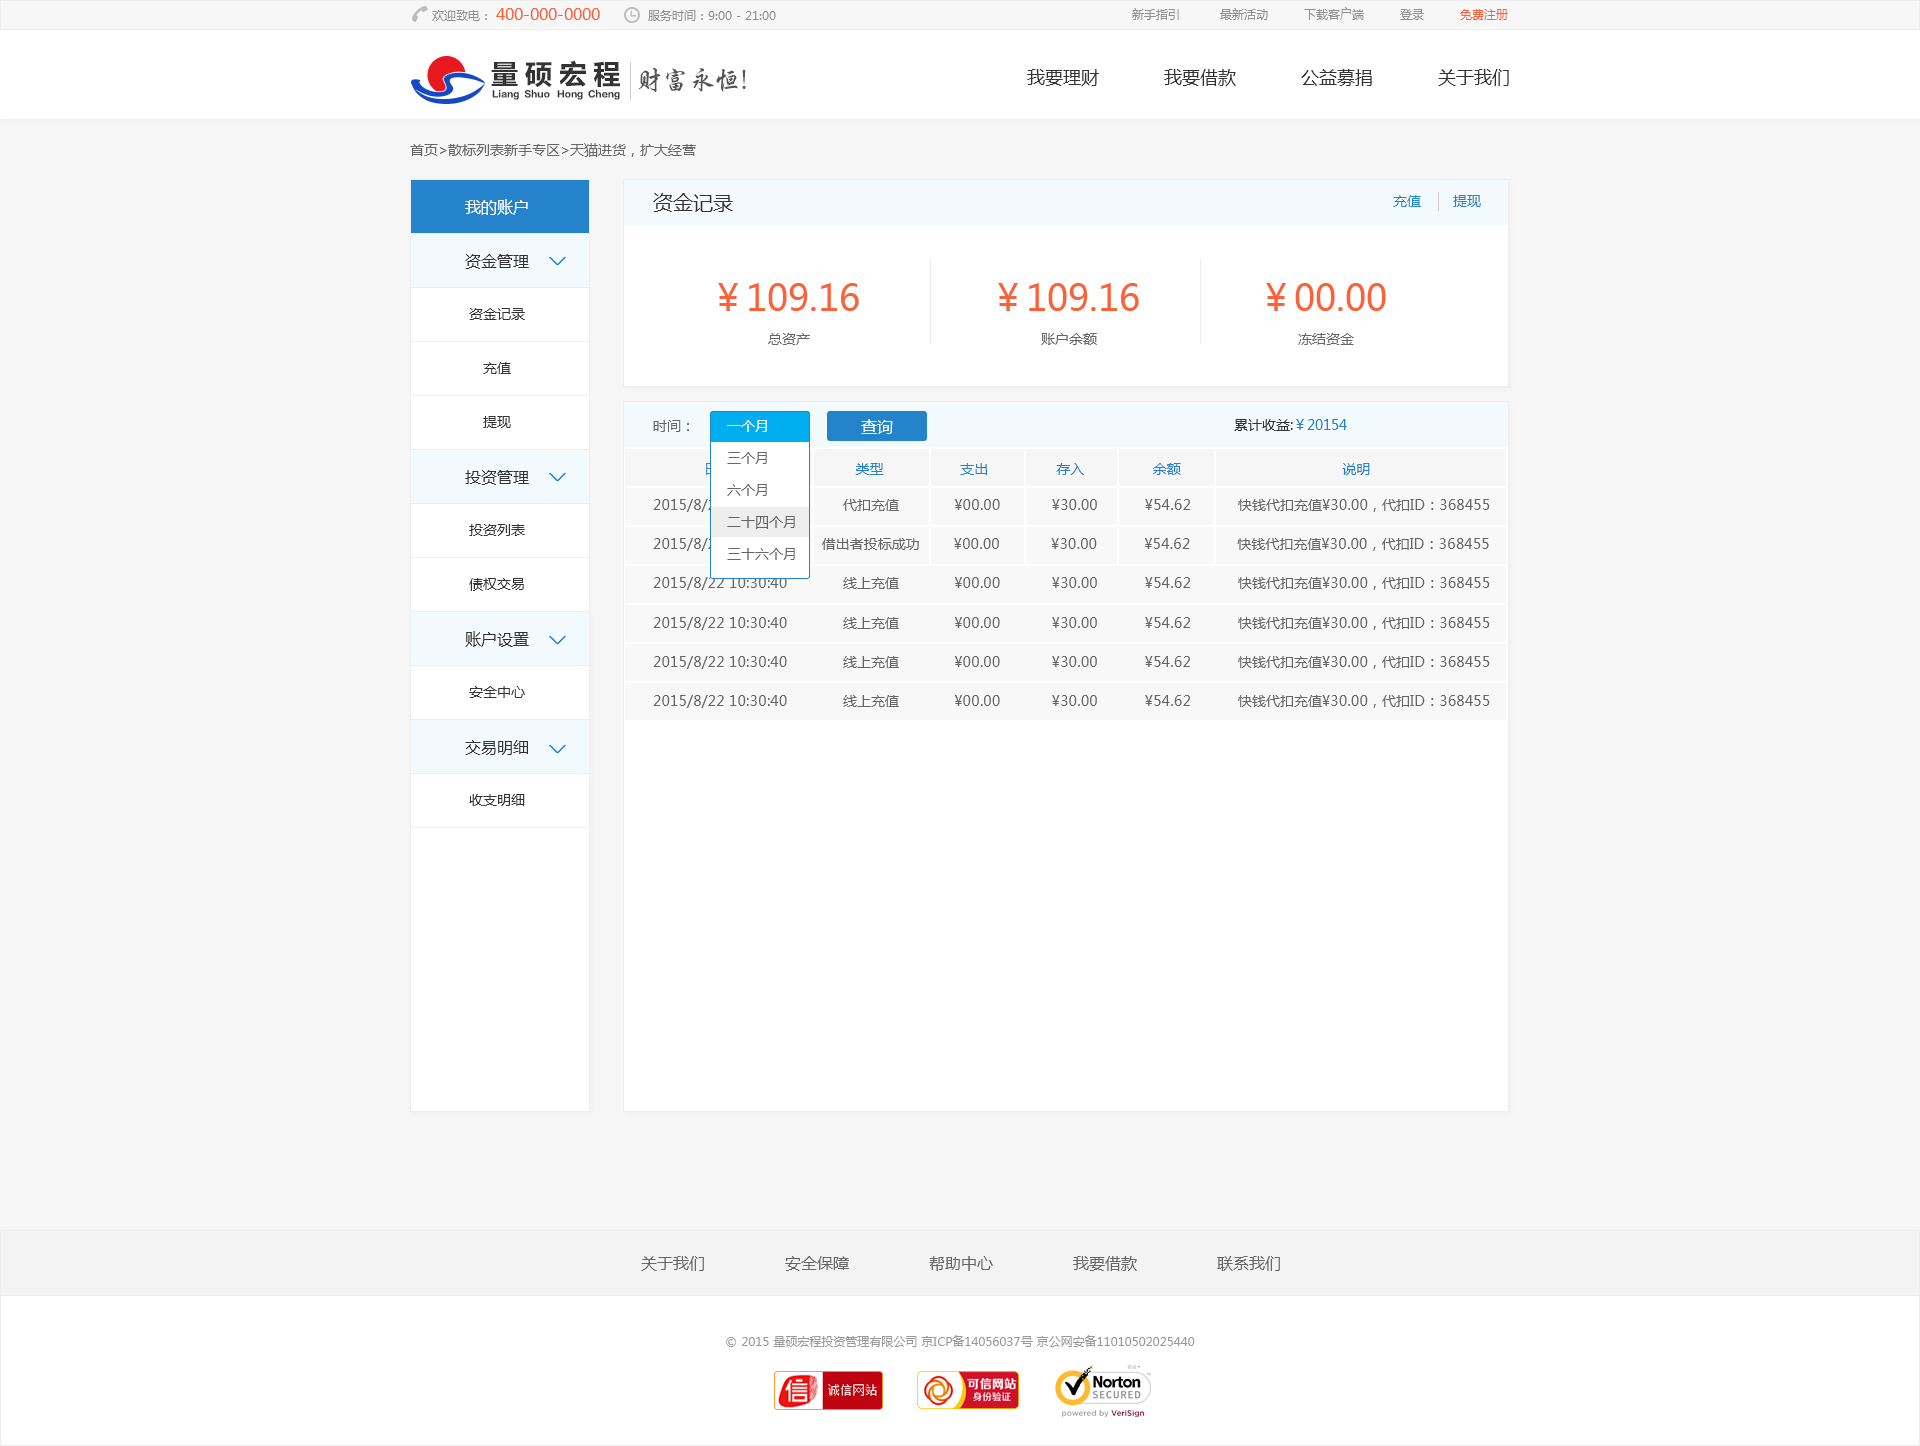 欢迎致电： 400-000-0000 服务时间：9:00 - 21:00 新手指引 最新活动 下载客户端 登录 免费注册
量硕宏程 财富永恒!
Liang Shuo Hong Cheng
我要理财 我要借款 公益募捐 关于我们
首页>散标列表新手专区>天猫进货，扩大经营
我的账户
资金管理
资金记录
充值
提现
投资管理
投资列表
债权交易
账户设置
安全中心
交易明细
收支明细
资金记录 充值 提现
¥ 109.16 ¥ 109.16 ¥ 00.00
总资产 账户余额 冻结资金
时间： 一个月 查询 累计收益:¥ 20154
三个月
六个月
二十四个月
三十六个月
类型 支出 存入 余额 说明
2015/8/ 代扣充值 ¥00.00 ¥30.00 ¥54.62 快钱代扣充值¥30.00，代扣ID：368455
2015/8/ 借出者投标成功 ¥00.00 ¥30.00 ¥54.62 快钱代扣充值¥30.00，代扣ID：368455
2015/8/22 10:30:40 线上充值 ¥00.00 ¥30.00 ¥54.62 快钱代扣充值¥30.00，代扣ID：368455
2015/8/22 10:30:40 线上充值 ¥00.00 ¥30.00 ¥54.62 快钱代扣充值¥30.00，代扣ID：368455
2015/8/22 10:30:40 线上充值 ¥00.00 ¥30.00 ¥54.62 快钱代扣充值¥30.00，代扣ID：368455
2015/8/22 10:30:40 线上充值 ¥00.00 ¥30.00 ¥54.62 快钱代扣充值¥30.00，代扣ID：368455
关于我们 安全保障 帮助中心 我要借款 联系我们
© 2015 量硕宏程投资管理有限公司 京ICP备14056037号 京公网安备11010502025440
信 诚信网站
可信网站
身份验证
Norton
SECURED
powered by VeriSign